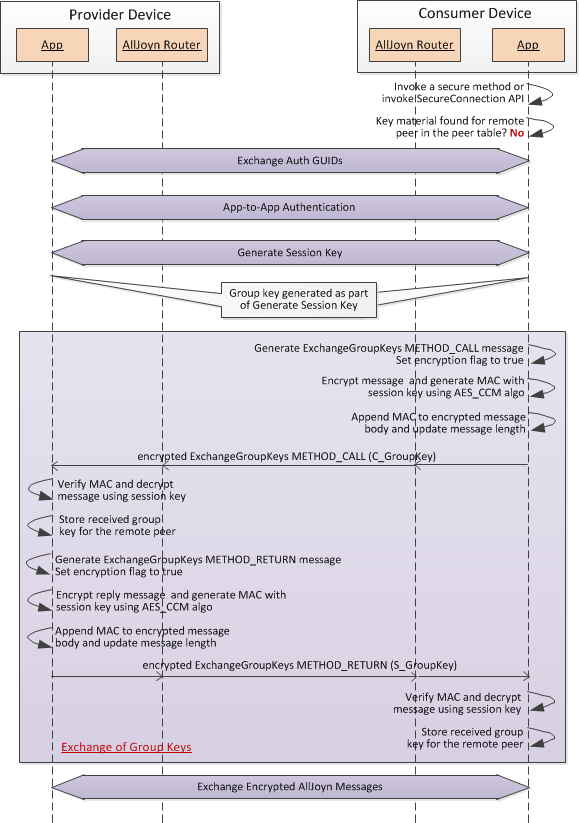 Provider Device
Consumer Device
App
AllJoyn Router
AllJoyn Router
App
Invoke a secure method or
invoke SecureConnection API
Key material found for remote
peer in the peer table? No
Exchange Auth GUIDs
App-to-App Authentication
Generate Session Key
Group key generated as part
of Generate Session Key
Generate ExchangeGroupKeys METHOD_CALL message
Set encryption flag to true
Encrypt message and generate MAC with
session key using AES_CCM algo
Append MAC to encrypted message
body and update message length
encrypted ExchangeGroupKeys METHOD_CALL (C_GroupKey)
Verify MAC and decrypt
message using session key
Store received group
key for the remote peer
Generate ExchangeGroupKeys METHOD_RETURN message
Set encryption flag to true
Encrypt reply message and generate MAC with
session key using AES_CCM algo
Append MAC to encrypted message
body and update message length
encrypted ExchangeGroupKeys METHOD_RETURN (S_GroupKey)
Verify MAC and decrypt
message using session key
Store received group
key for the remote peer
Exchange of Group Keys
Exchange Encrypted AllJoyn Messages